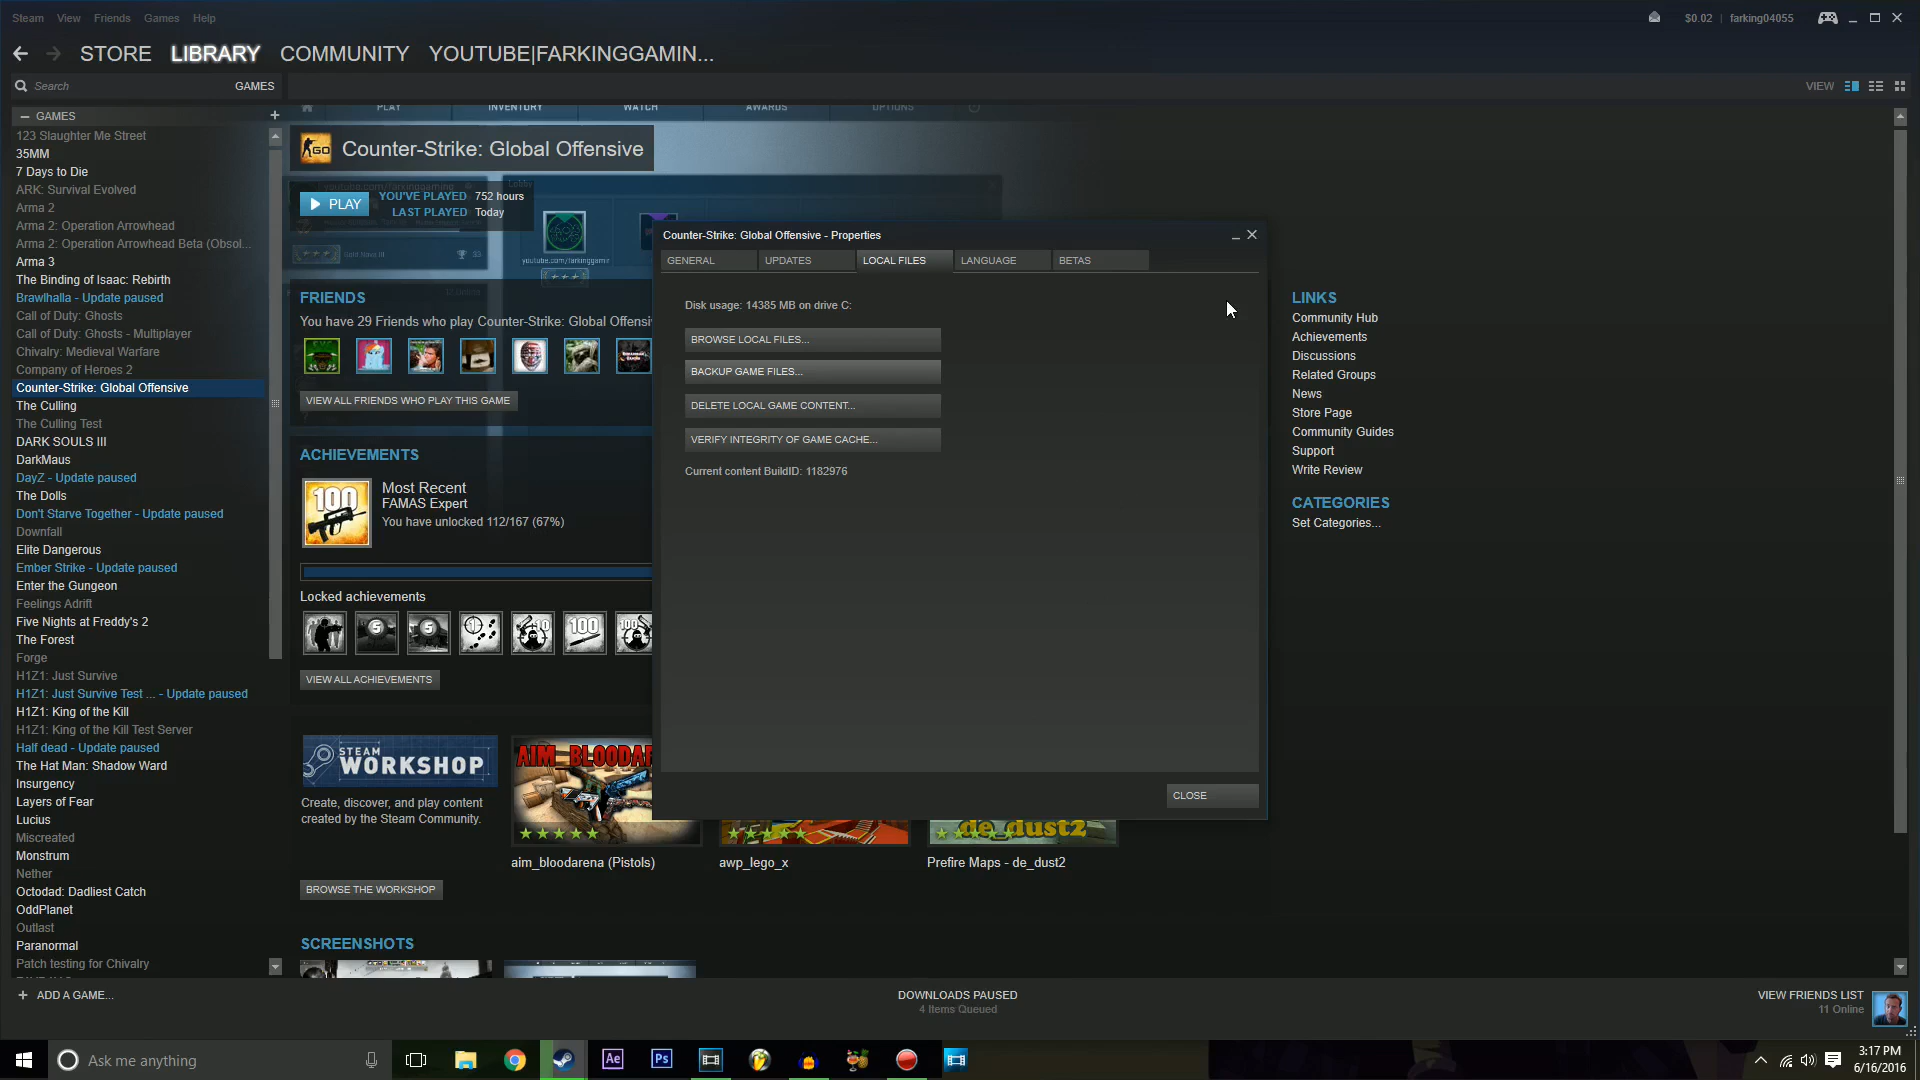 Steam View Friends Games Help
$0.02 | farking04055
STORE LIBRARY COMMUNITY YOUTUBE|FARKINGGAMIN...
Search GAMES
VIEW
GAMES +
123 Slaughter Me Street
35MM
7 Days to Die
ARK: Survival Evolved
Arma 2
Arma 2: Operation Arrowhead
Arma 2: Operation Arrowhead Beta (Obsol...
Arma 3
The Binding of Isaac: Rebirth
Brawlhalla - Update paused
Call of Duty: Ghosts
Call of Duty: Ghosts - Multiplayer
Chivalry: Medieval Warfare
Company of Heroes 2
Counter-Strike: Global Offensive
The Culling
The Culling Test
DARK SOULS III
DarkMaus
DayZ - Update paused
The Dolls
Don't Starve Together - Update paused
Downfall
Elite Dangerous
Ember Strike - Update paused
Enter the Gungeon
Feelings Adrift
Five Nights at Freddy's 2
The Forest
Forge
H1Z1: Just Survive
H1Z1: Just Survive Test ... - Update paused
H1Z1: King of the Kill
H1Z1: King of the Kill Test Server
Half dead - Update paused
The Hat Man: Shadow Ward
Insurgency
Layers of Fear
Lucius
Miscreated
Monstrum
Nether
Octodad: Dadliest Catch
OddPlanet
Outlast
Paranormal
Patch testing for Chivalry
PLAY INVENTORY WATCH AWARDS OPTIONS
GO
Counter-Strike: Global Offensive
PLAY
YOU'VE PLAYED 752 hours
LAST PLAYED Today
Lobby
youtube.com/farkinggamir
FRIENDS
You have 29 Friends who play Counter-Strike: Global Offensi
VIEW ALL FRIENDS WHO PLAY THIS GAME
ACHIEVEMENTS
100
Most Recent
FAMAS Expert
You have unlocked 112/167 (67%)
Locked achievements
VIEW ALL ACHIEVEMENTS
STEAM
WORKSHOP
Create, discover, and play content
created by the Steam Community.
BROWSE THE WORKSHOP
AIM_BLOODAR
aim_bloodarena (Pistols)
awp_lego_x
de_dust2
Prefire Maps - de_dust2
SCREENSHOTS
Counter-Strike: Global Offensive - Properties
GENERAL UPDATES LOCAL FILES LANGUAGE BETAS
Disk usage: 14385 MB on drive C:
BROWSE LOCAL FILES...
BACKUP GAME FILES...
DELETE LOCAL GAME CONTENT...
VERIFY INTEGRITY OF GAME CACHE...
Current content BuildID: 1182976
CLOSE
LINKS
Community Hub
Achievements
Discussions
Related Groups
News
Store Page
Community Guides
Support
Write Review
CATEGORIES
Set Categories...
+ ADD A GAME...
DOWNLOADS PAUSED
4 Items Queued
VIEW FRIENDS LIST
11 Online
Ask me anything
Ae
Ps
3:17 PM
6/16/2016